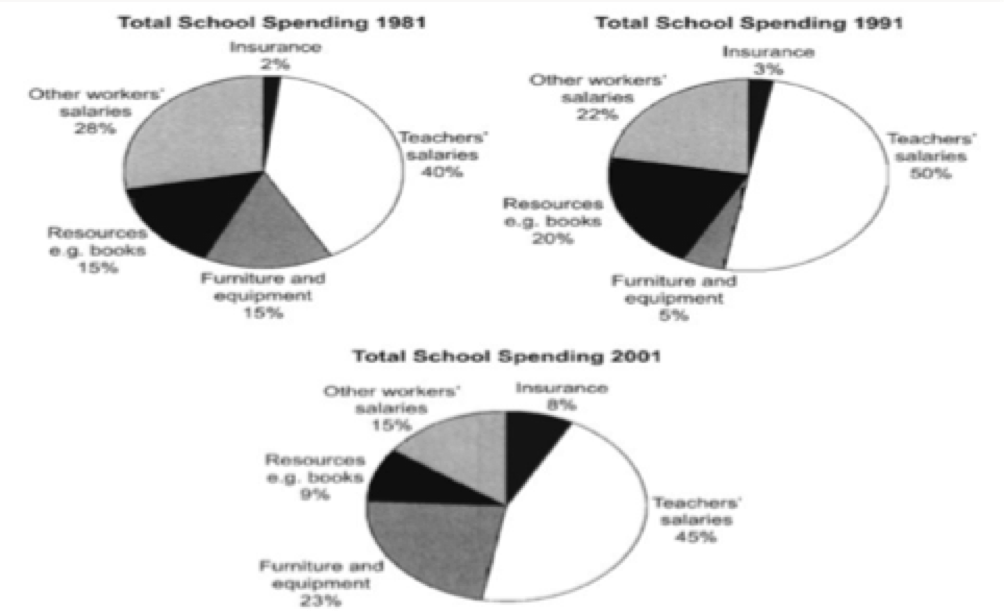 Total School Spending 1981
Insurance
2%
Other workers'
salaries
28%
Teachers'
salaries
40%
Resources
e.g. books
15%
Furniture and
equipment
15%
Total School Spending 1991
Insurance
3%
Other workers'
salaries
22%
Teachers'
salaries
50%
Resources
e.g. books
20%
Furniture and
equipment
5%
Total School Spending 2001
Other workers'
salaries
15%
Insurance
8%
Resources
e.g. books
9%
Teachers'
salaries
45%
Furniture and
equipment
23%